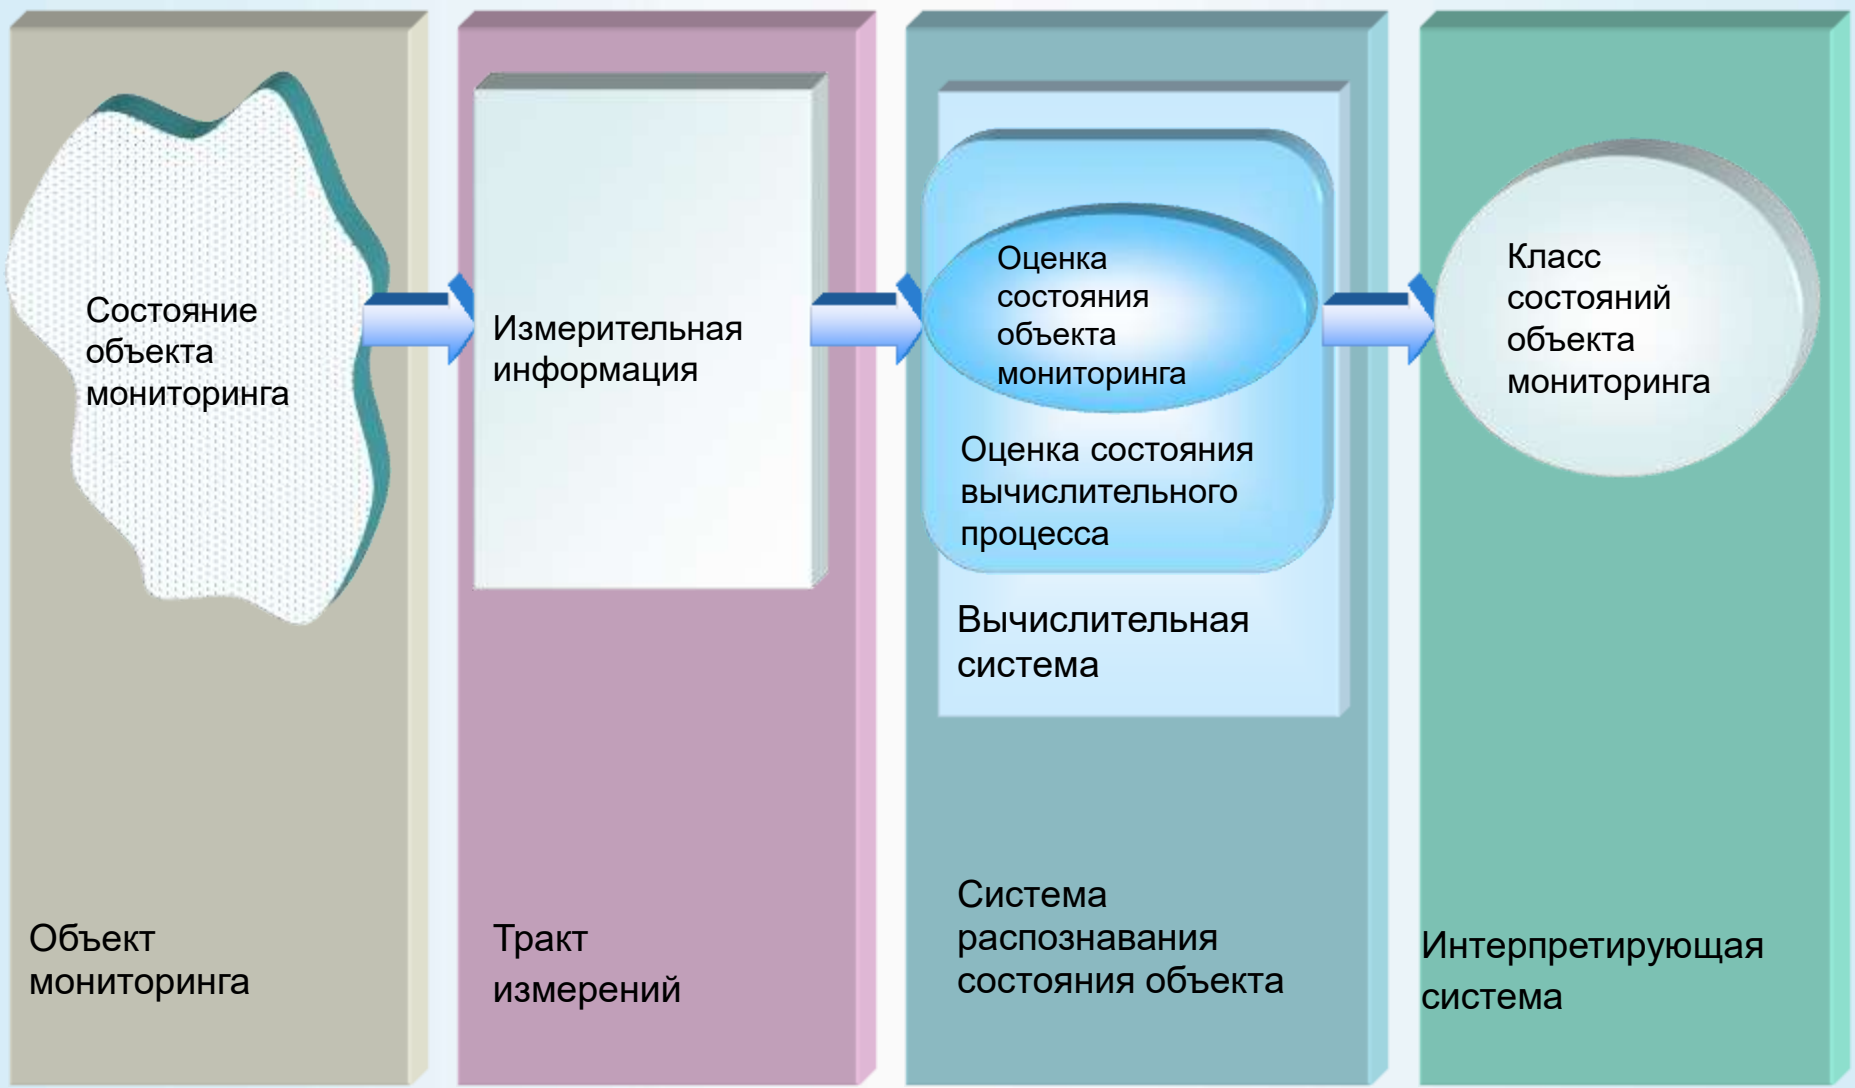 Состояние
объекта
мониторинга
Объект
мониторинга
Измерительная
информация
Тракт
измерений
Оценка
состояния
объекта
мониторинга
Оценка состояния
вычислительного
процесса
Вычислительная
система
Система
распознавания
состояния объекта
Класс
состояний
объекта
мониторинга
Интерпретирующая
система